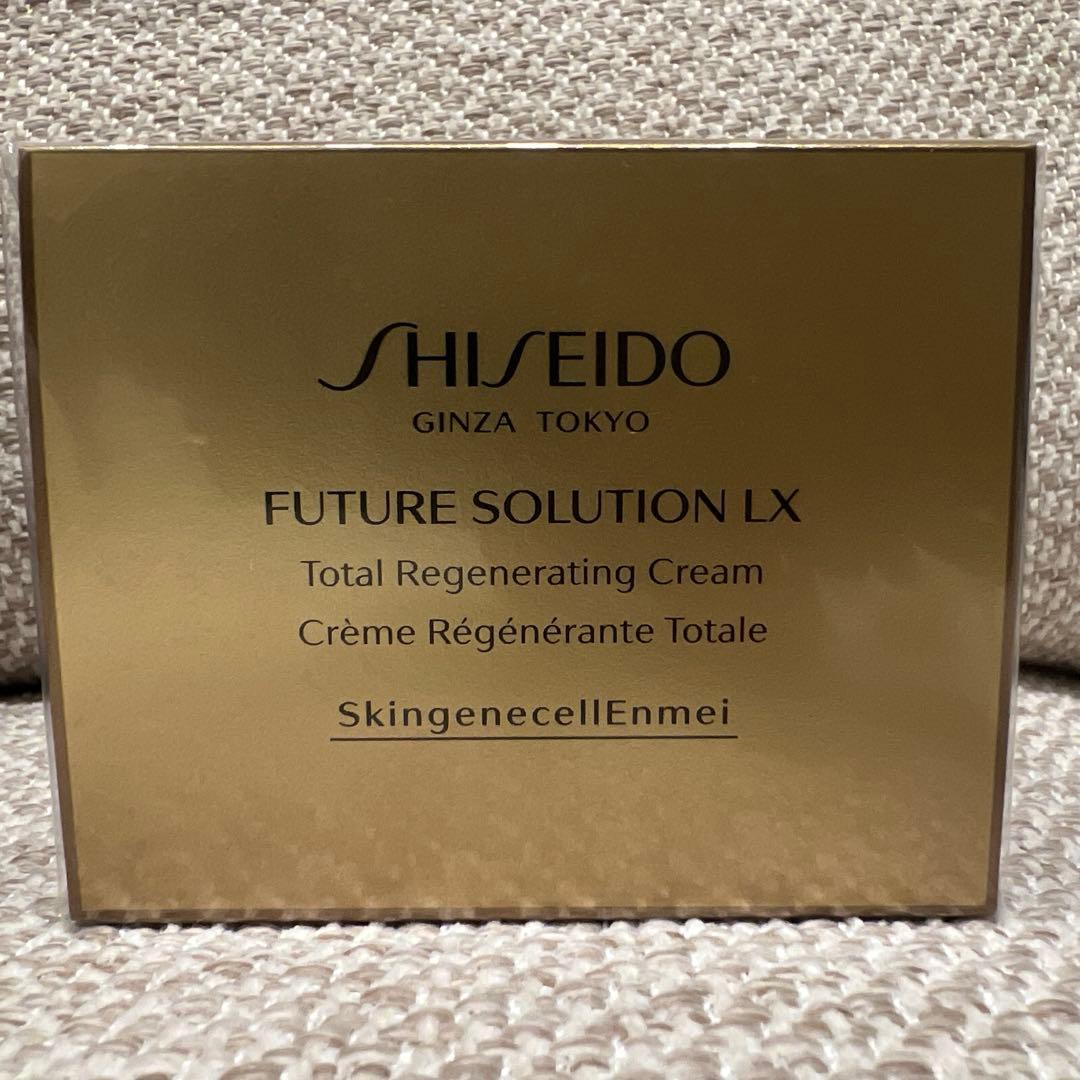 SHISEIDO
GINZA TOKYO
FUTURE SOLUTION LX
Total Regenerating Cream
Crème Régénérante Totale
SkingenecellEnmei